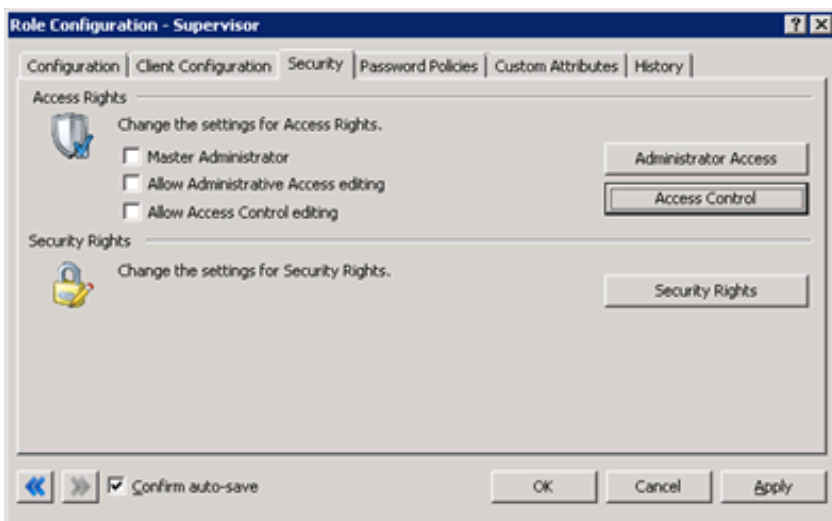 Role Configuration - Supervisor
Configuration Client Configuration Security Password Policies Custom Attributes History
Access Rights
Change the settings for Access Rights.
Master Administrator Administrator Access
Allow Administrative Access editing
Access Control
Allow Access Control editing
Security Rights
Change the settings for Security Rights.
Security Rights
Confirm auto-save OK Cancel Apply